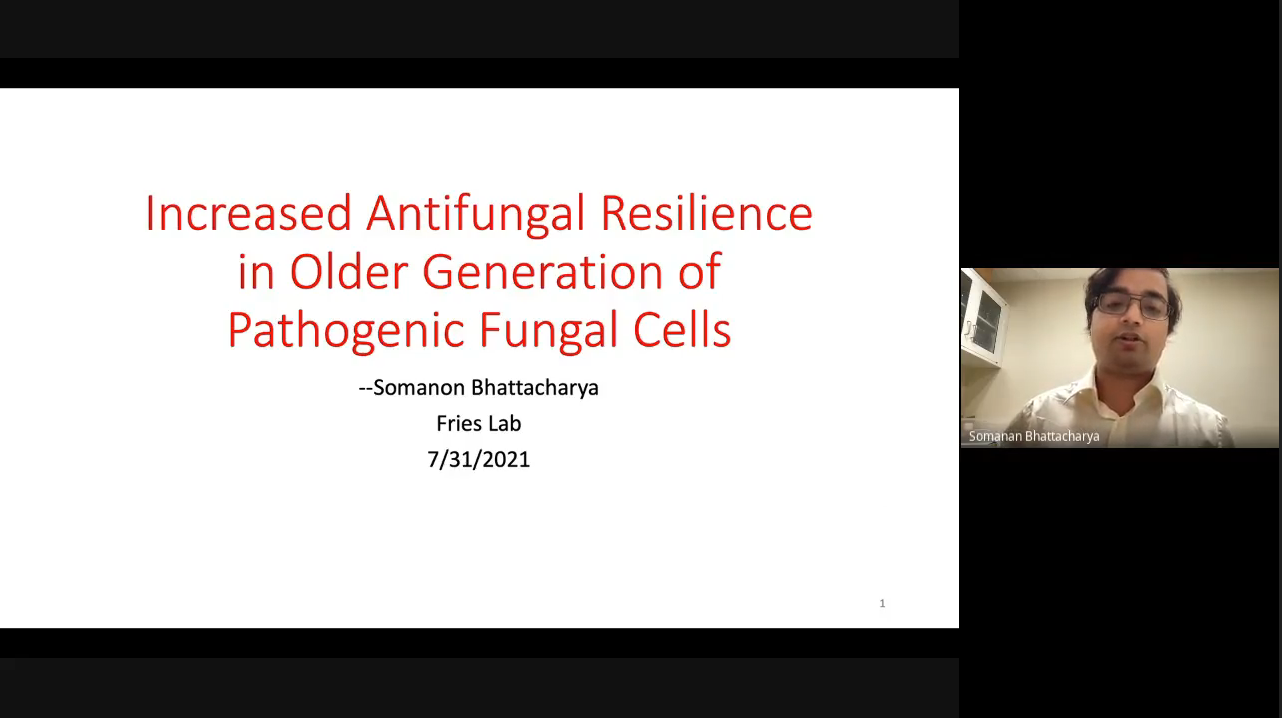 Increased Antifungal Resilience
in Older Generation of
Pathogenic Fungal Cells
--Somanon Bhattacharya
Fries Lab
7/31/2021
1
Somanan Bhattacharya